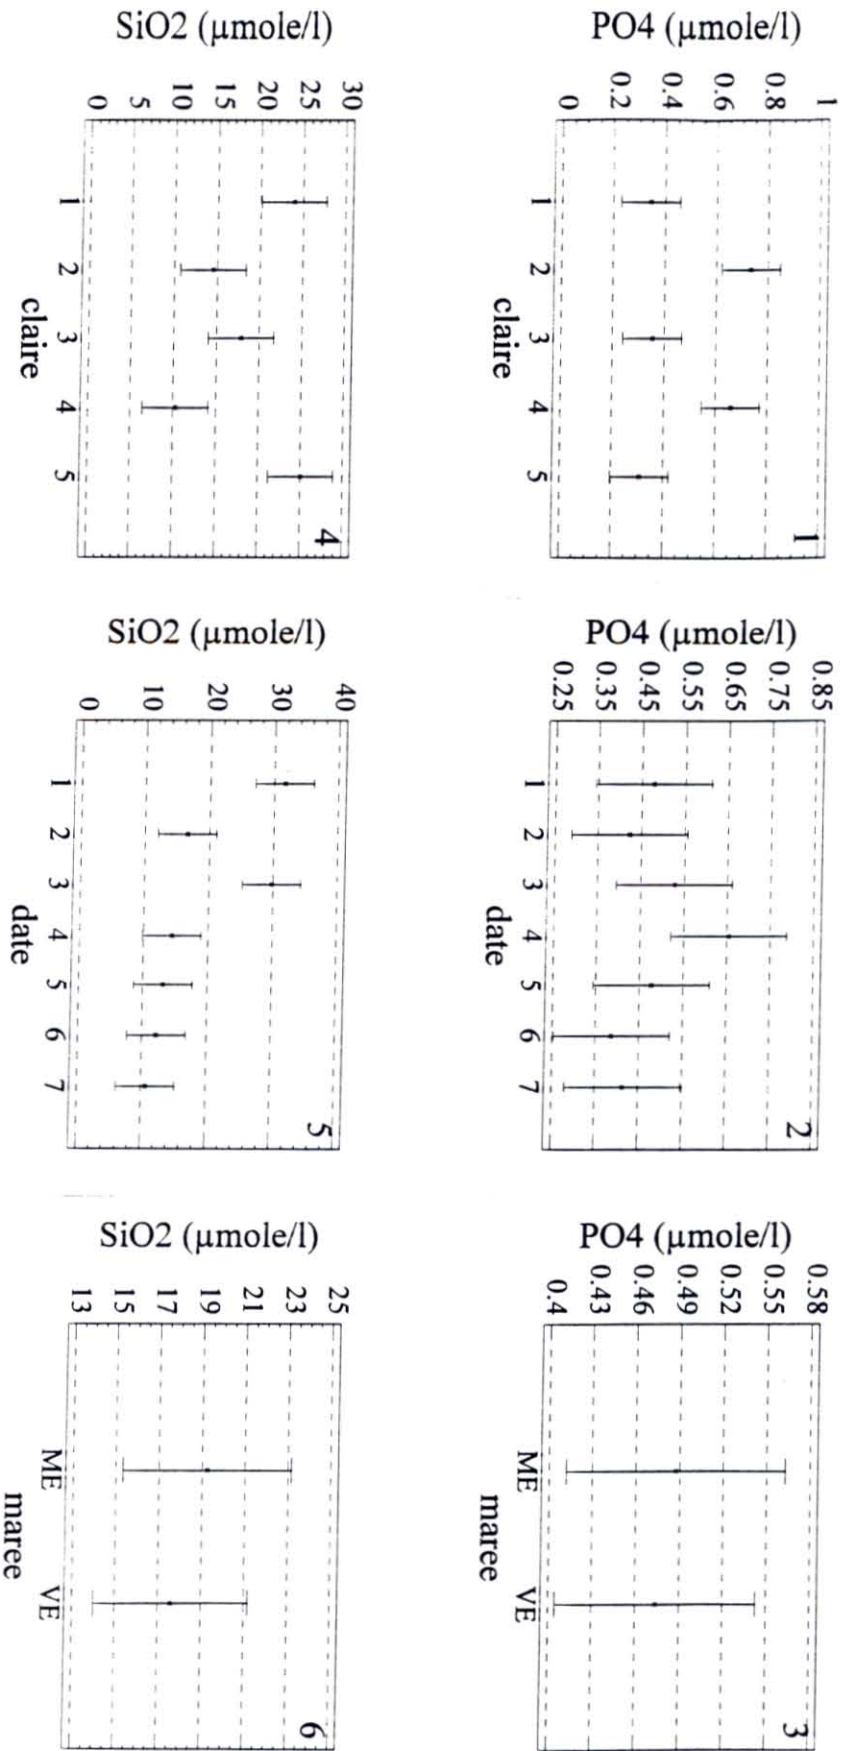 PO4 (µmole/l)
1
0.8
0.6
0.4
0.2
0
1 2 3 4 5
claire
1
PO4 (µmole/l)
0.85
0.75
0.65
0.55
0.45
0.35
0.25
1 2 3 4 5 6 7
date
2
PO4 (µmole/l)
0.58
0.55
0.52
0.49
0.46
0.43
0.4
ME VE
maree
3
SiO2 (µmole/l)
30
25
20
15
10
5
0
1 2 3 4 5
claire
4
SiO2 (µmole/l)
40
30
20
10
0
1 2 3 4 5 6 7
date
5
SiO2 (µmole/l)
25
23
21
19
17
15
13
ME VE
maree
6